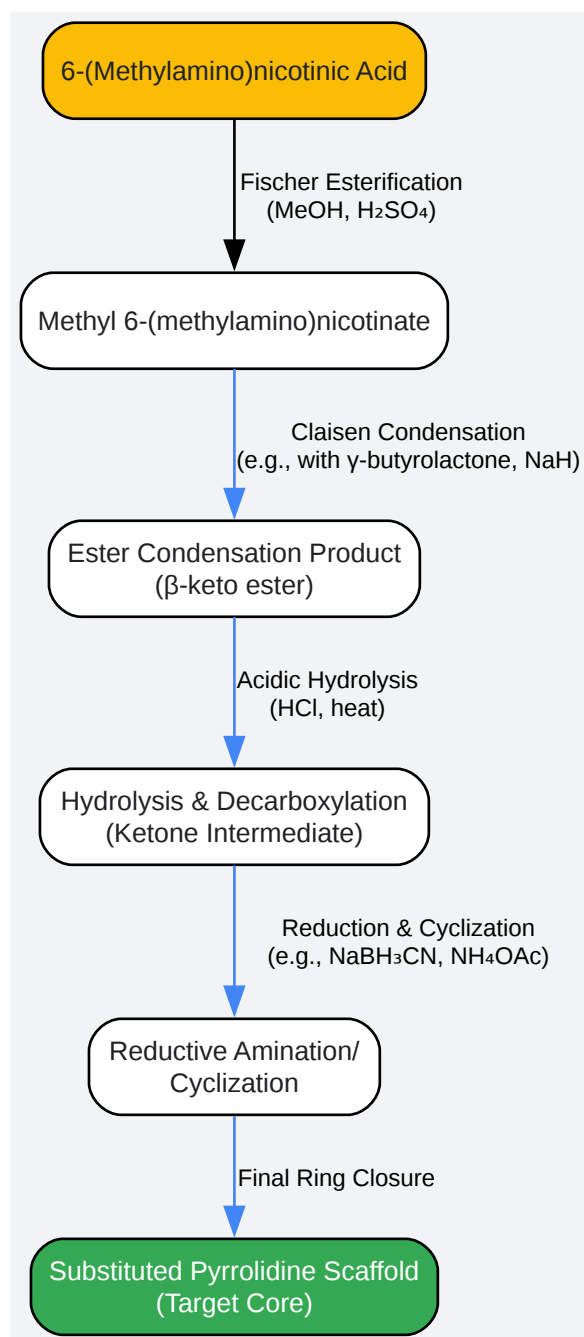 6-(Methylamino)nicotinic Acid
Fischer Esterification
(MeOH, H₂SO₄)
Methyl 6-(methylamino)nicotinate
Claisen Condensation
(e.g., with γ-butyrolactone, NaH)
Ester Condensation Product
(β-keto ester)
Acidic Hydrolysis
(HCl, heat)
Hydrolysis & Decarboxylation
(Ketone Intermediate)
Reduction & Cyclization
(e.g., NaBH₃CN, NH₄OAc)
Reductive Amination/
Cyclization
Final Ring Closure
Substituted Pyrrolidine Scaffold
(Target Core)